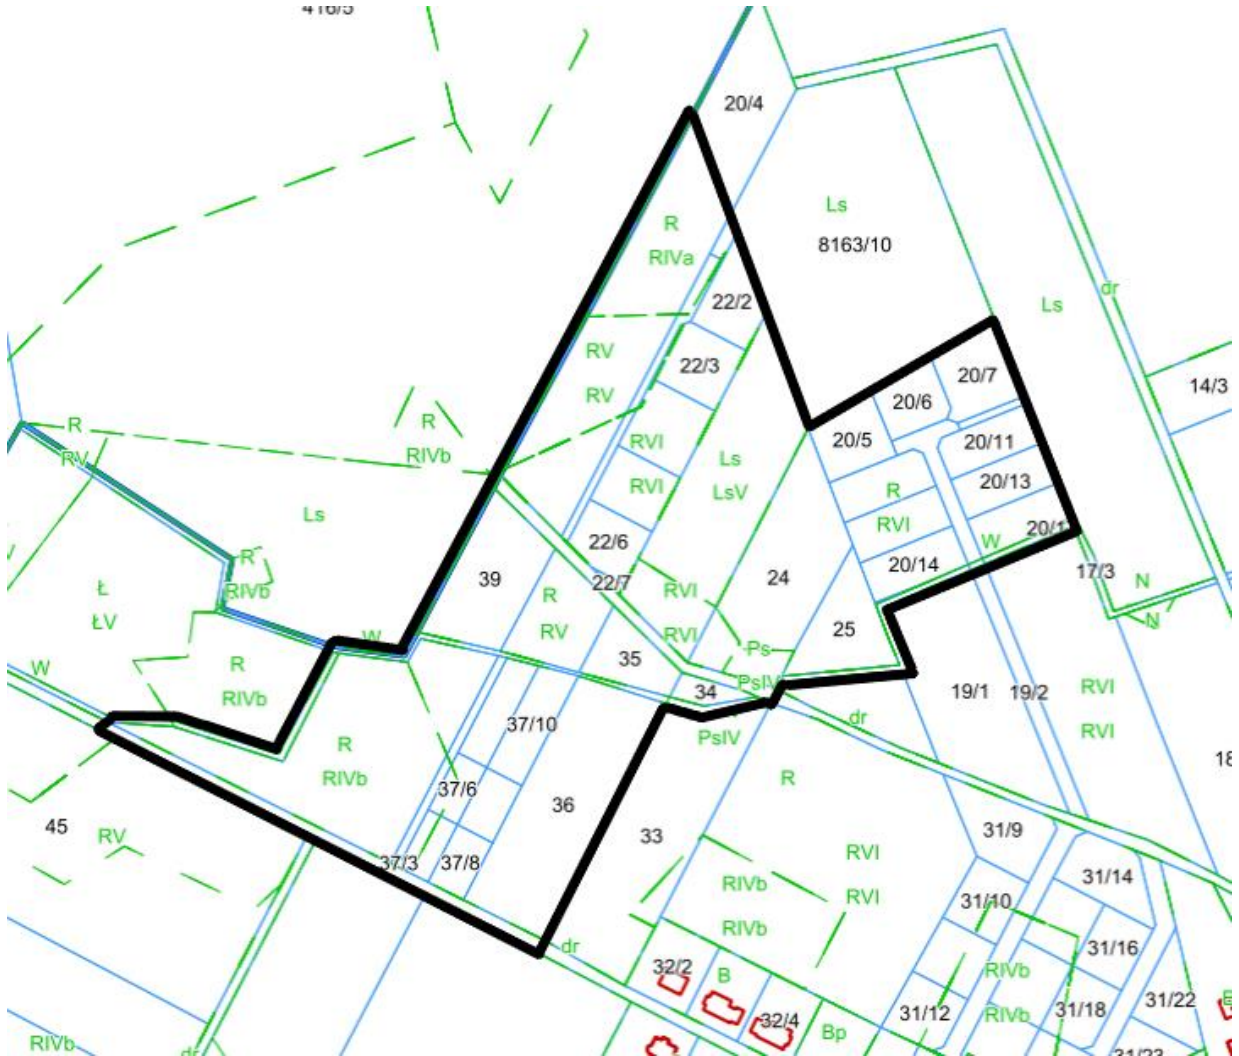 416/5
20/4
Ls
8163/10
R
RIVa
dr
Ls
22/2
RV
22/3
RV
20/7
20/6
14/3
R
RV
R
RIVb
20/5
20/11
RVI
RVI
Ls
LsV
20/13
R
RVI
20/1
W
Ls
22/6
20/14
R
RIVb
39
22/7
24
17/3
N
N
Ł
ŁV
R
RV
RVI
RVI
25
W
W
R
RIVb
35
34
Ps
PsIV
19/1
19/2
RVI
RVI
37/10
PsIV
dr
R
RIVb
R
18
37/6
36
33
45
RV
37/3
37/8
31/9
RVI
RVI
31/14
RIVb
RIVb
31/10
31/16
dr
32/2
B
RIVb
RIVb
31/12
31/18
31/22
32/4
Bp
RIVb
dr
31/23